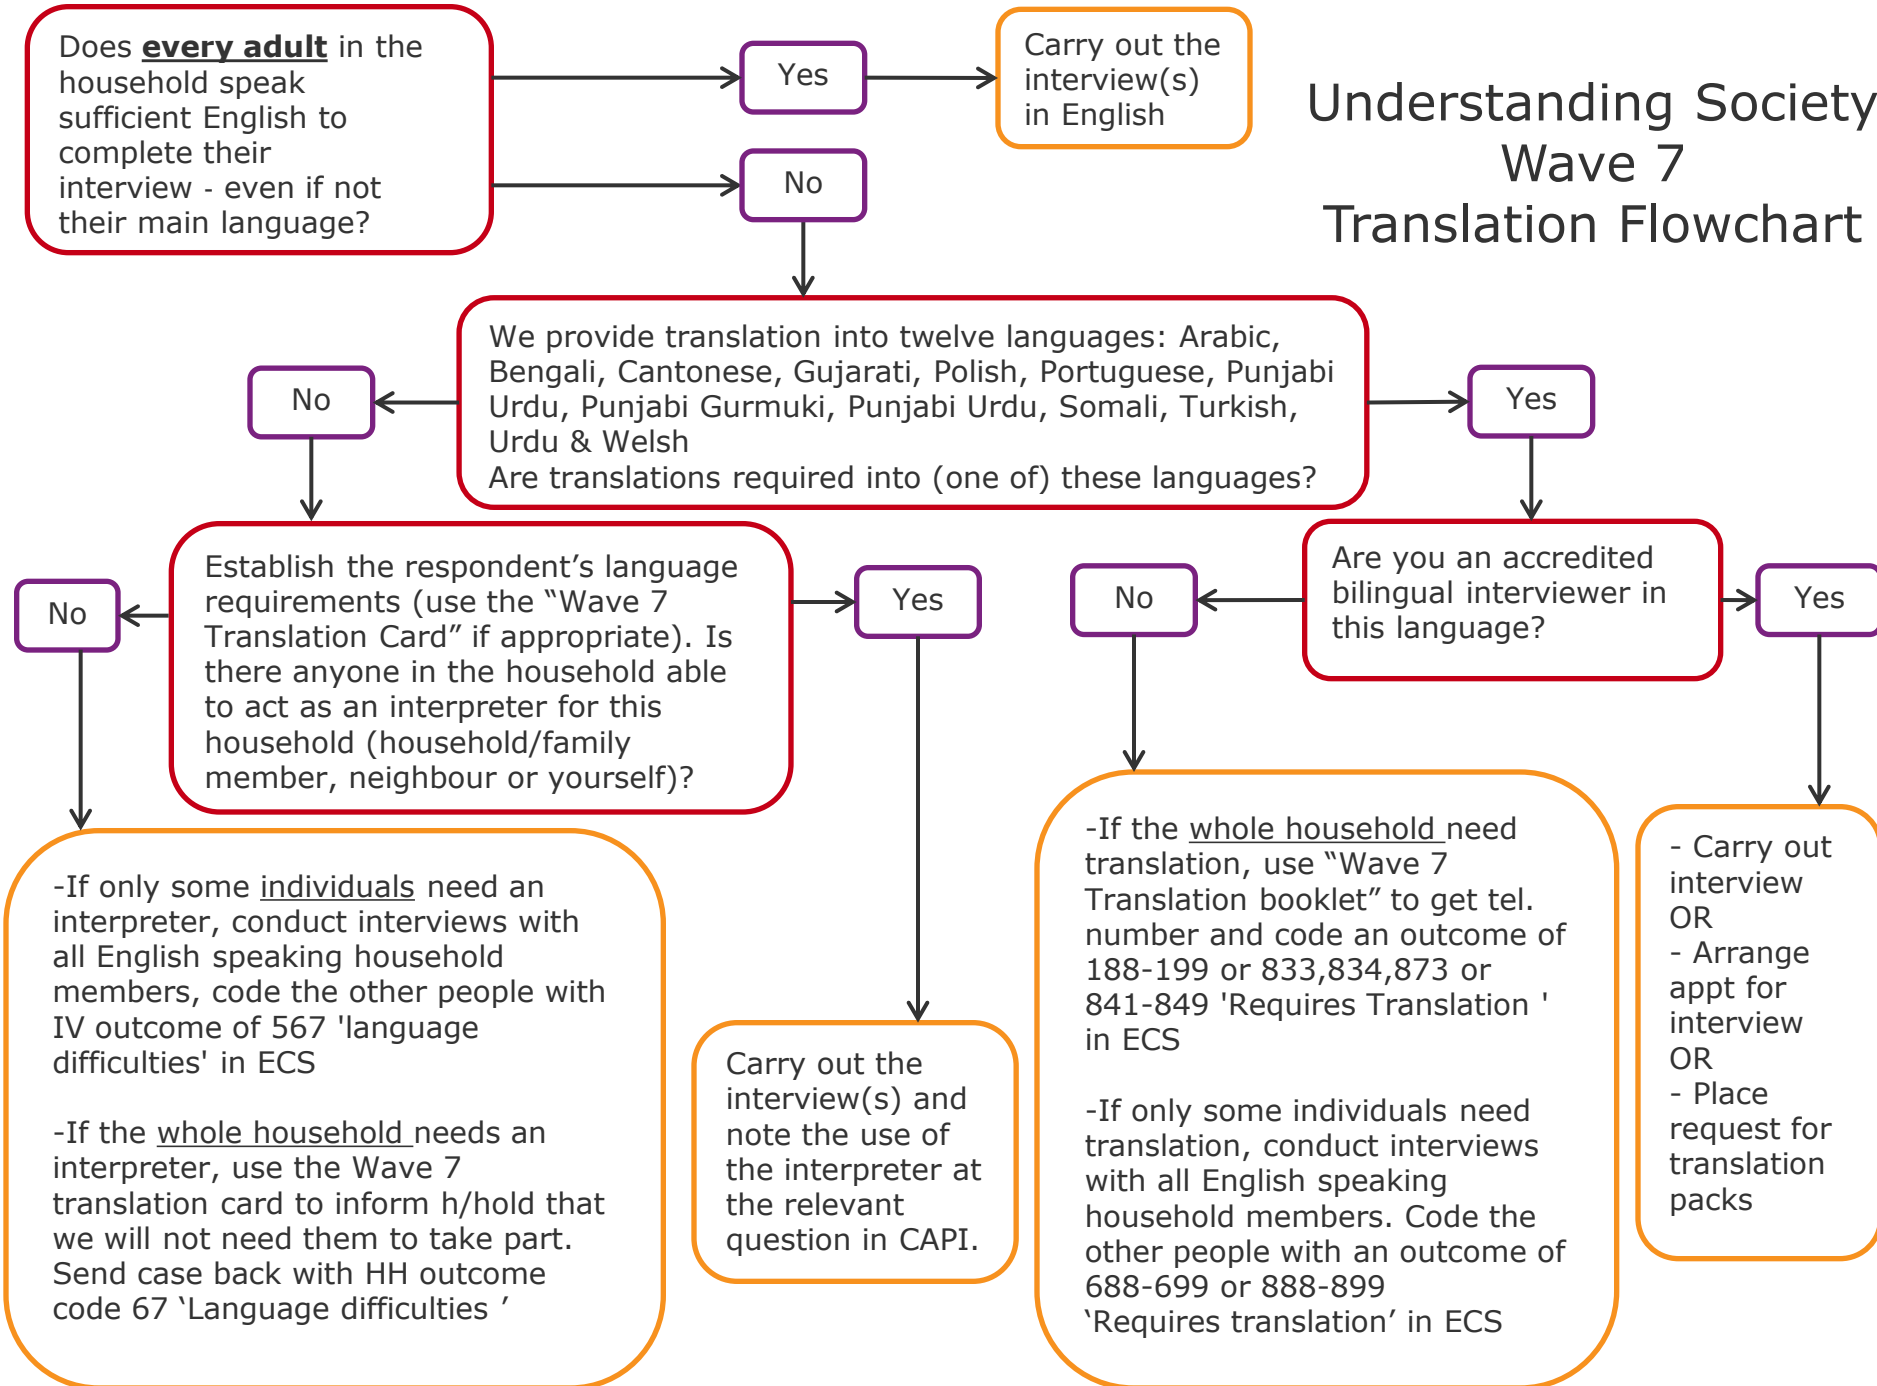 Does every adult in the
household speak
sufficient English to
complete their
interview - even if not
their main language?
Yes
Carry out the
interview(s)
in English
No
Understanding Society
Wave 7
Translation Flowchart
We provide translation into twelve languages: Arabic,
Bengali, Cantonese, Gujarati, Polish, Portuguese, Punjabi
Urdu, Punjabi Gurmuki, Punjabi Urdu, Somali, Turkish,
Urdu & Welsh
Are translations required into (one of) these languages?
No
Yes
Establish the respondent’s language
requirements (use the “Wave 7
Translation Card” if appropriate). Is
there anyone in the household able
to act as an interpreter for this
household (household/family
member, neighbour or yourself)?
No
Yes
Are you an accredited
bilingual interviewer in
this language?
No
Yes
-If only some individuals need an
interpreter, conduct interviews with
all English speaking household
members, code the other people with
IV outcome of 567 'language
difficulties' in ECS
-If the whole household needs an
interpreter, use the Wave 7
translation card to inform h/hold that
we will not need them to take part.
Send case back with HH outcome
code 67 ‘Language difficulties ’
Carry out the
interview(s) and
note the use of
the interpreter at
the relevant
question in CAPI.
-If the whole household need
translation, use “Wave 7
Translation booklet” to get tel.
number and code an outcome of
188-199 or 833,834,873 or
841-849 'Requires Translation '
in ECS
-If only some individuals need
translation, conduct interviews
with all English speaking
household members. Code the
other people with an outcome of
688-699 or 888-899
‘Requires translation’ in ECS
- Carry out
interview
OR
- Arrange
appt for
interview
OR
- Place
request for
translation
packs